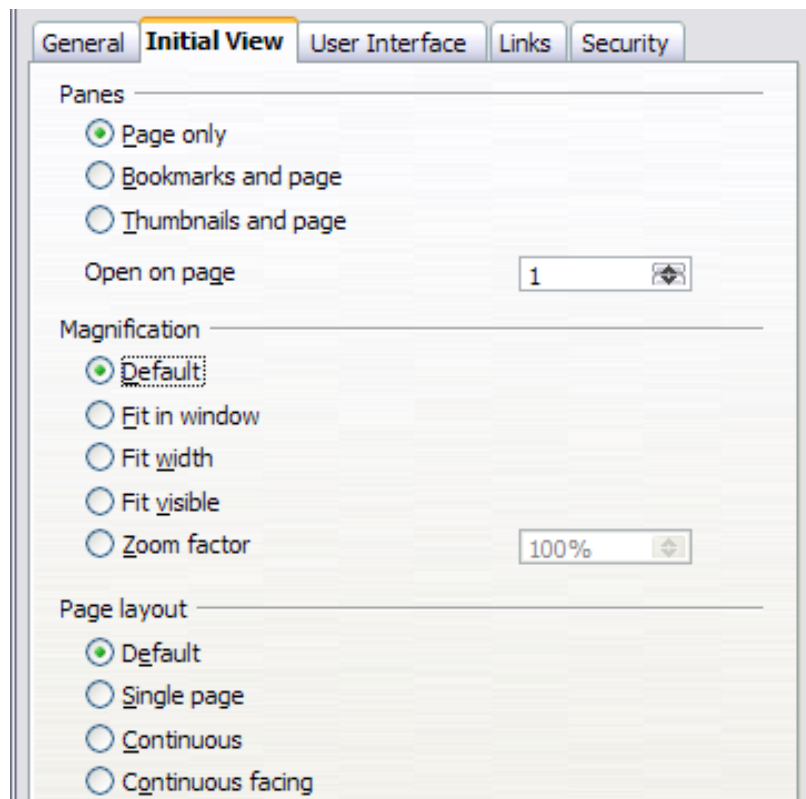 General Initial View User Interface Links Security
Panes
Page only
Bookmarks and page
Thumbnails and page
Open on page 1
Magnification
Default
Fit in window
Fit width
Fit visible
Zoom factor 100%
Page layout
Default
Single page
Continuous
Continuous facing